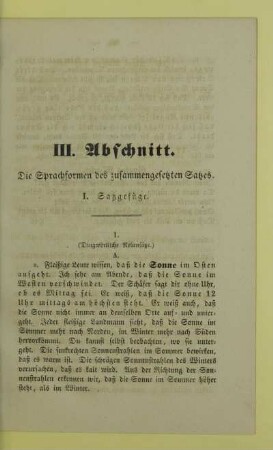 III. Abschnitt.
Die Sprachformen des zusammengesetzten Satzes.
I. Satzgefüge.
1.
(Dingwörtliche Nebensätze.)
A.
a. Fleißige Leute wissen, daß die Sonne im Osten
aufgeht. Ich sehe am Abende, daß die Sonne im
Westen verschwindet. Der Schäfer sagt dir ohne Uhr,
ob es Mittag sei. Er weiß, daß die Sonne 12
Uhr mittags am höchsten steht. Er weiß auch, daß
die Sonne nicht immer an demselben Orte auf- und unter-
geht. Jeder fleißige Landmann sieht, daß die Sonne im
Sommer mehr nach Norden, im Winter mehr nach Süden
hervorkömmt. Du kannst selbst beobachten, wo sie unter-
geht. Die senkrechten Sonnenstrahlen im Sommer bewirken,
daß es warm ist. Die schrägen Sonnenstrahlen des Winters
verursachen, daß es kalt wird. Aus der Richtung der Son-
nenstrahlen erkennen wir, daß die Sonne im Sommer höher
steht, als im Winter.